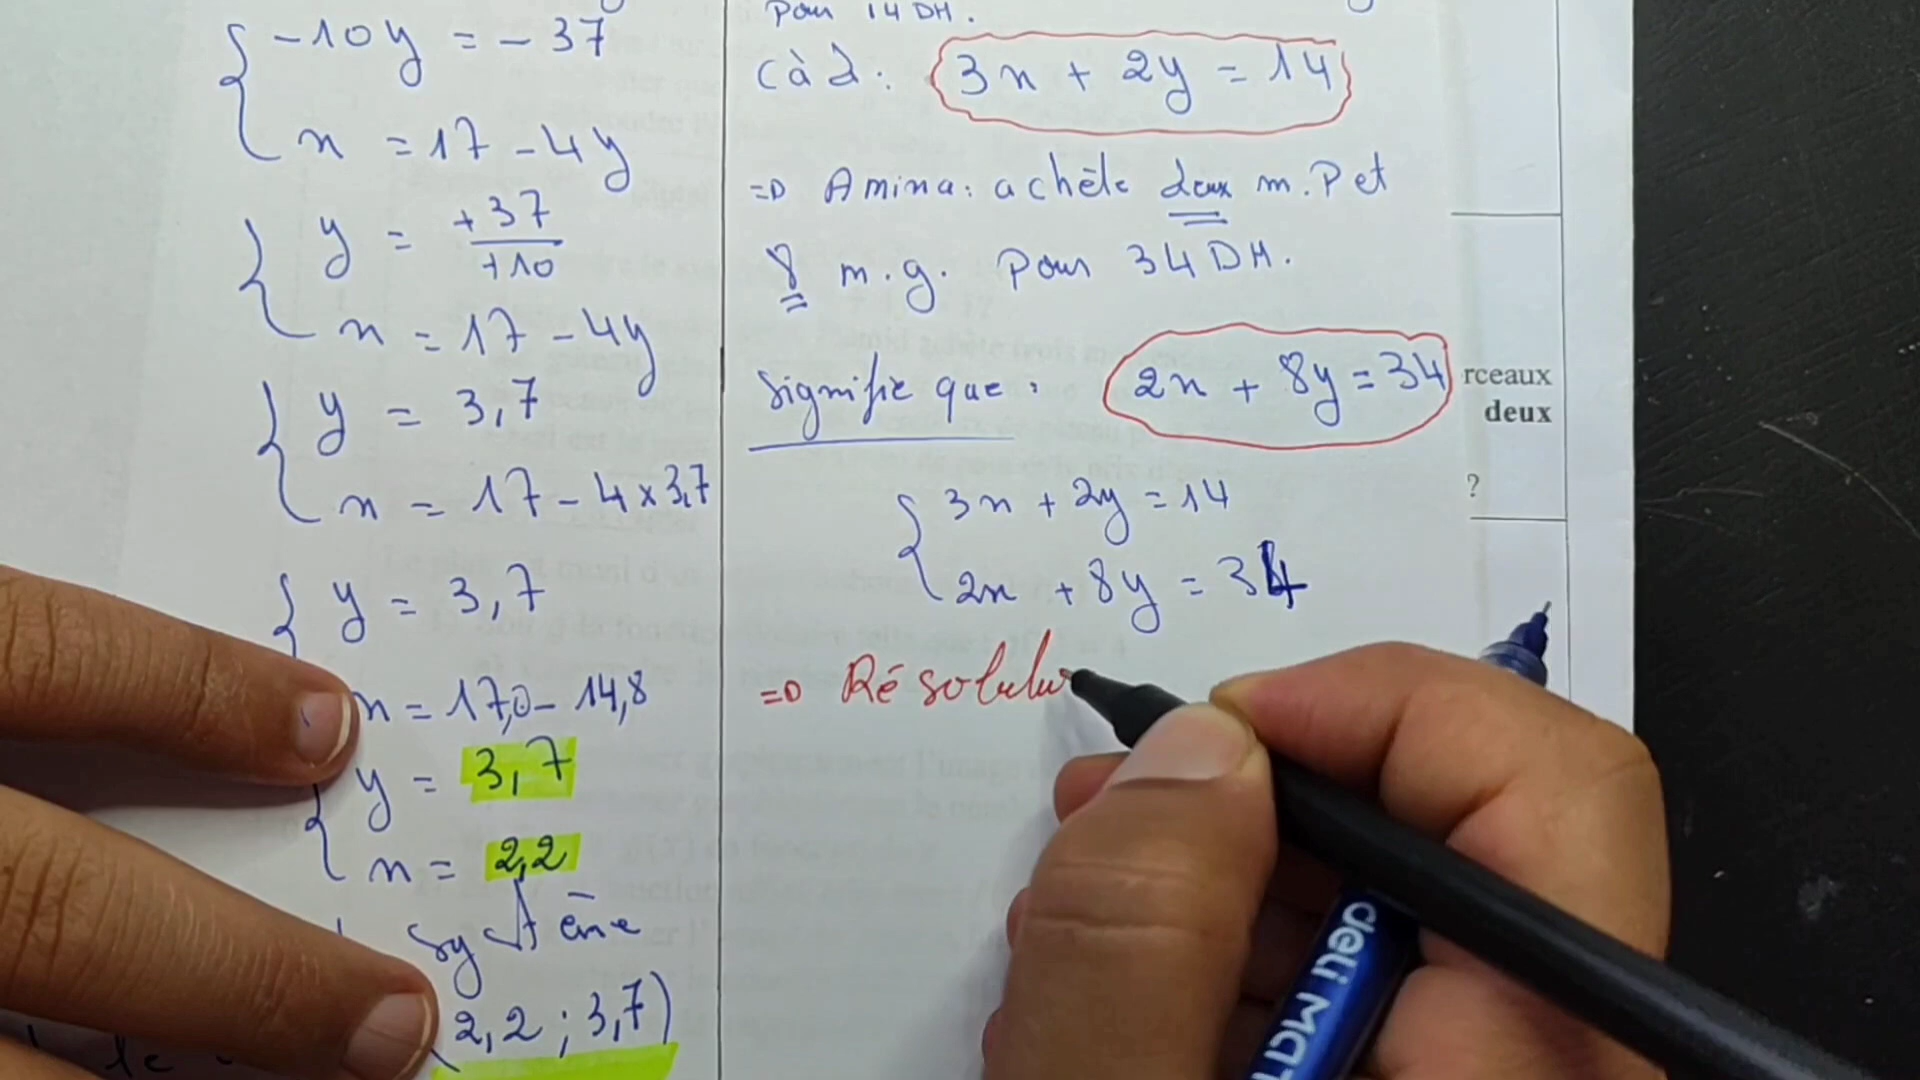 -10y = -37
x = 17 - 4y
y = +37/+10
x = 17 - 4y
y = 3,7
x = 17 - 4 × 3,7
y = 3,7
x = 17,0 - 14,8
y = 3,7
x = 2,2
système
(2,2 ; 3,7)
le
Pour 14 DH.
càd : 3x + 2y = 14
=> Amina : achète deux m.P et
8 m.g. Pour 34 DH.
signifie que : 2x + 8y = 34
3x + 2y = 14
2x + 8y = 34
=> Résolu
rceaux
deux
?
deli